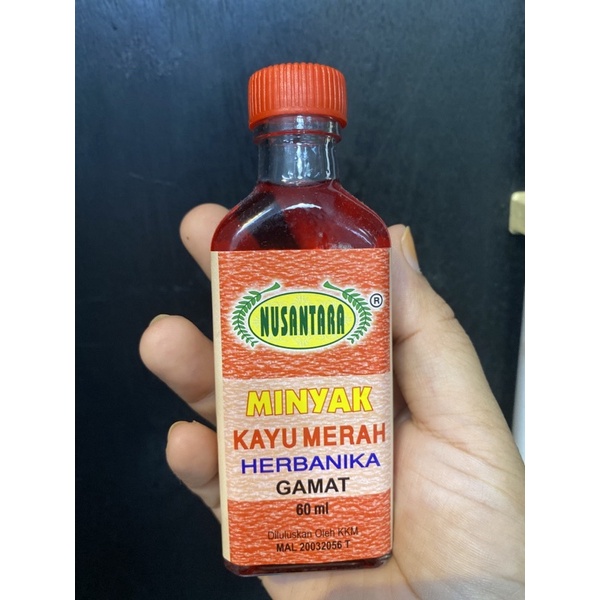 NUSANTARA ®
MINYAK
KAYU MERAH
HERBANIKA
GAMAT
60 ml
Diluluskan Oleh KKM
MAL 20032056 T